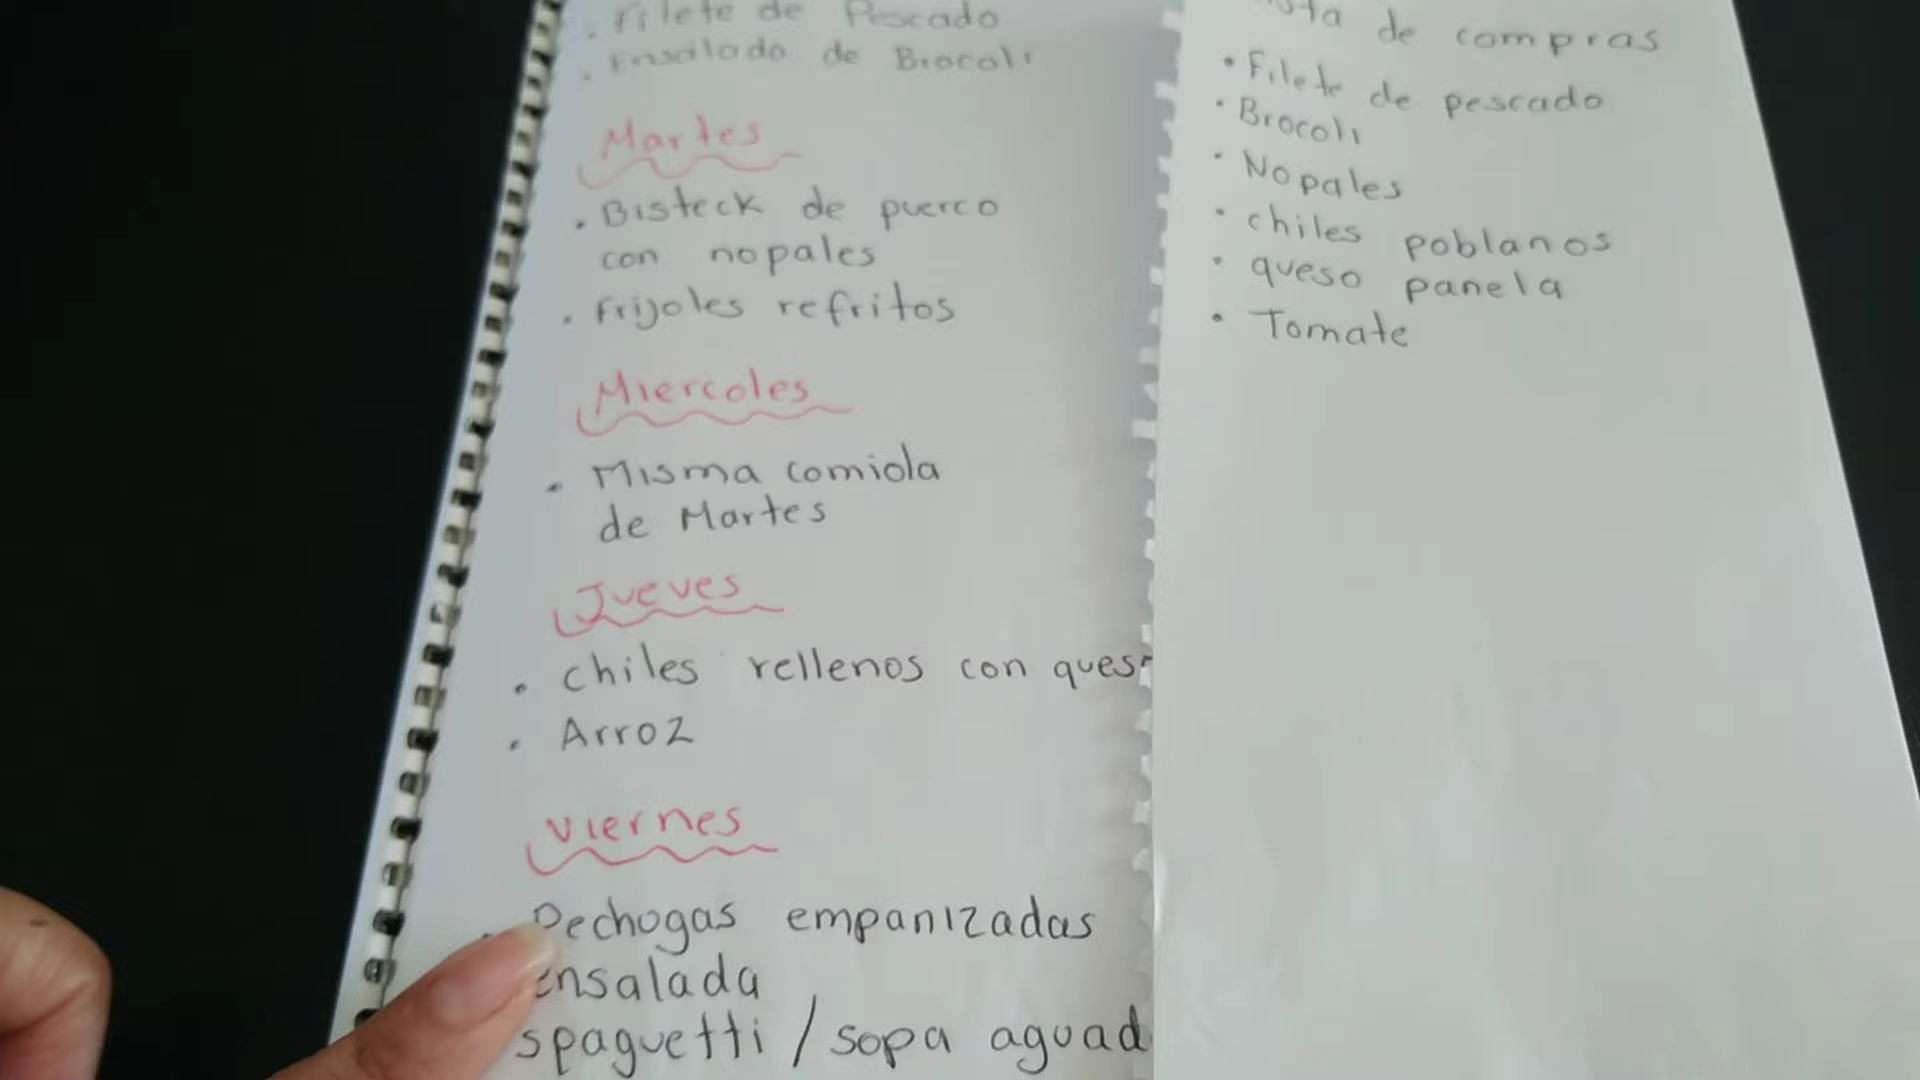 . Filete de Pescado
. Ensalada de Brocoli
Martes
. Bisteck de puerco
con nopales
. Frijoles refritos
Miercoles
. Misma comida
de Martes
Jueves
. chiles rellenos con ques
. Arroz
Viernes
Pechogas empanizadas
ensalada
spaguetti / sopa aguad
de compras
• Filete de pescado
• Brocoli
• Nopales
• chiles poblanos
• queso panela
• Tomate